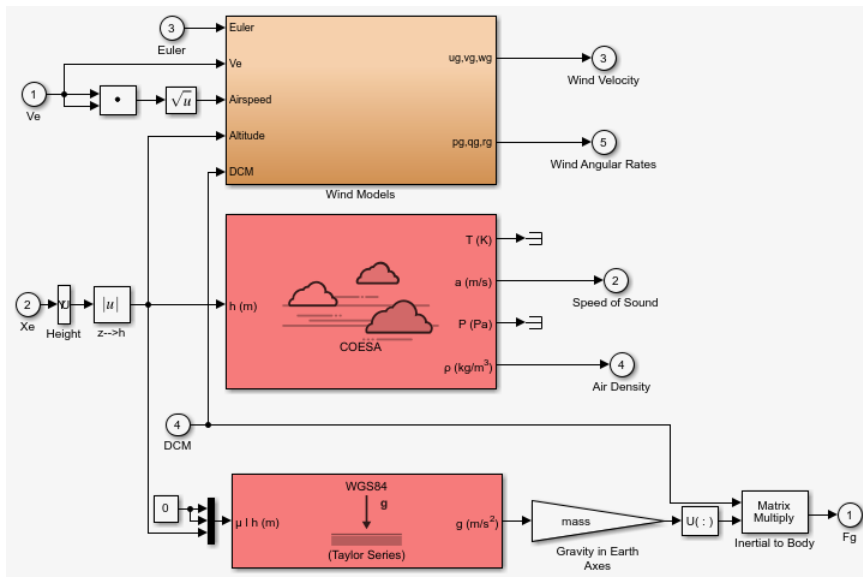 3
Euler
Euler
Ve
Airspeed
Altitude
DCM
ug,vg,wg
pg,qg,rg
Wind Models
3
Wind Velocity
5
Wind Angular Rates
1
Ve
•
√u
T (K)
a (m/s)
P (Pa)
ρ (kg/m³)
h (m)
COESA
2
Speed of Sound
4
Air Density
2
Xe
Height
|u|
z-->h
4
DCM
0
WGS84
g
μ l h (m)
g (m/s²)
(Taylor Series)
mass
Gravity in Earth
Axes
U( : )
Matrix
Multiply
Inertial to Body
1
Fg